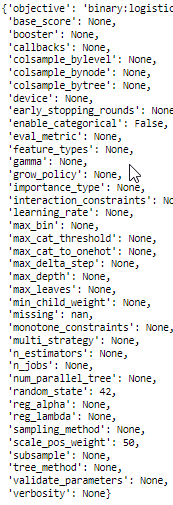 {'objective': 'binary:logistic
'base_score': None,
'booster': None,
'callbacks': None,
'colsample_bylevel': None,
'colsample_bynode': None,
'colsample_bytree': None,
'device': None,
'early_stopping_rounds': None
'enable_categorical': False,
'eval_metric': None,
'feature_types': None,
'gamma': None,
'grow_policy': None,
'importance_type': None,
'interaction_constraints': No
'learning_rate': None,
'max_bin': None,
'max_cat_threshold': None,
'max_cat_to_onehot': None,
'max_delta_step': None,
'max_depth': None,
'max_leaves': None,
'min_child_weight': None,
'missing': nan,
'monotone_constraints': None,
'multi_strategy': None,
'n_estimators': None,
'n_jobs': None,
'num_parallel_tree': None,
'random_state': 42,
'reg_alpha': None,
'reg_lambda': None,
'sampling_method': None,
'scale_pos_weight': 50,
'subsample': None,
'tree_method': None,
'validate_parameters': None,
'verbosity': None}